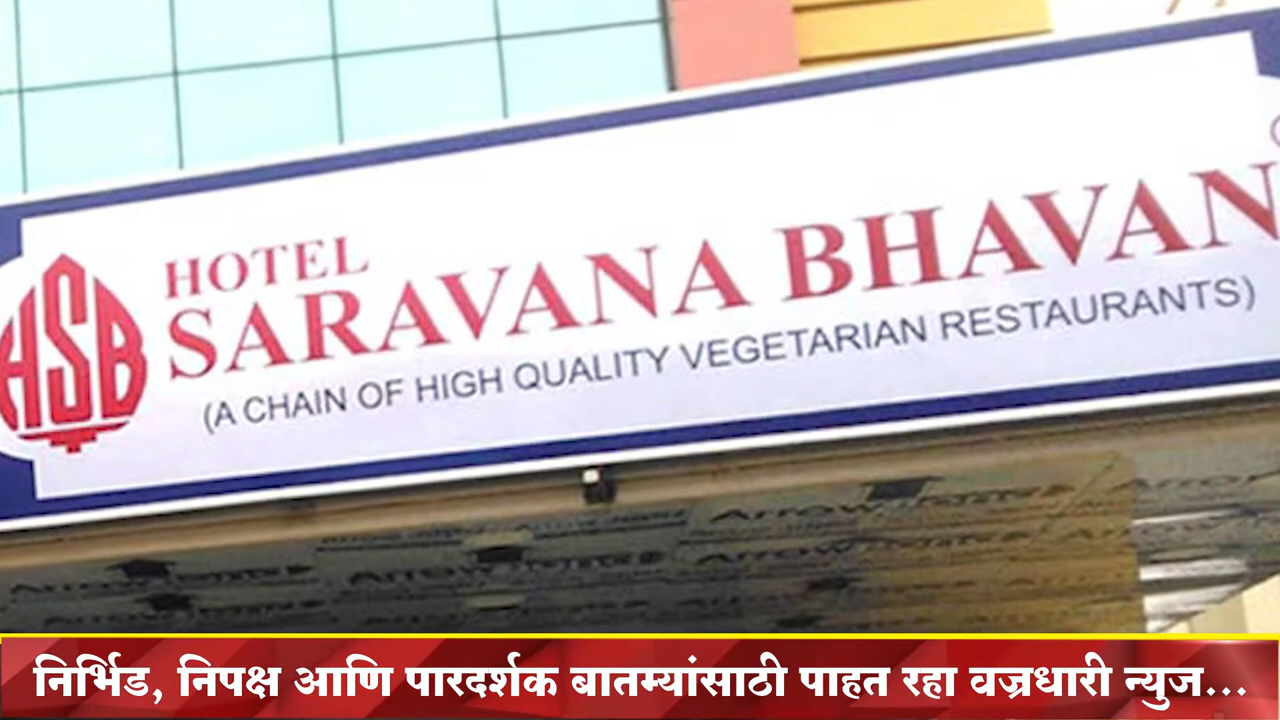 HSB
HOTEL
SARAVANA BHAVAN
(A CHAIN OF HIGH QUALITY VEGETARIAN RESTAURANTS)
निर्भिड, निपक्ष आणि पारदर्शक बातम्यांसाठी पाहत रहा वज्रधारी न्युज...